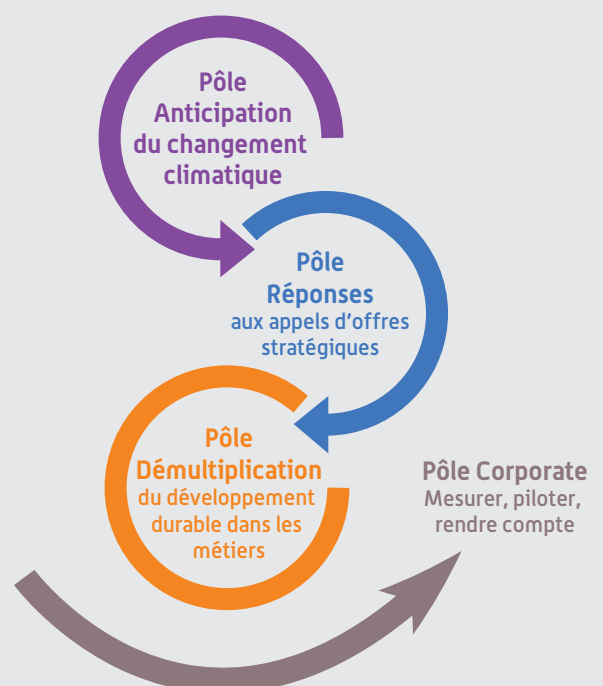 Pôle
Anticipation
du changement
climatique
Pôle
Réponses
aux appels d’offres
stratégiques
Pôle
Démultiplication
du développement
durable dans les
métiers
Pôle Corporate
Mesurer, piloter,
rendre compte